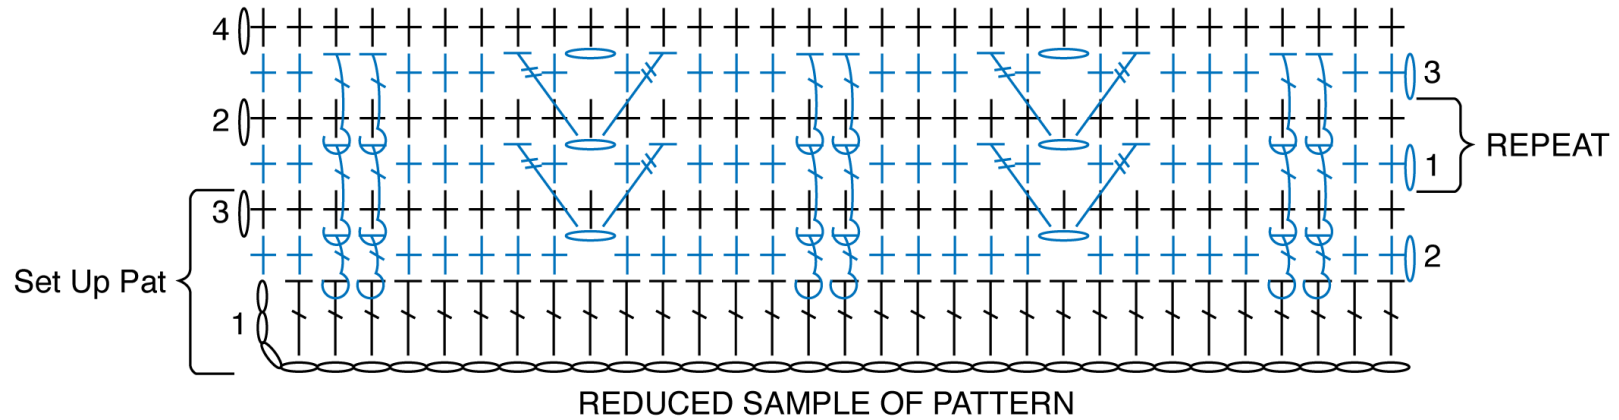 4
3
2
REPEAT
1
3
2
Set Up Pat
1
REDUCED SAMPLE OF PATTERN